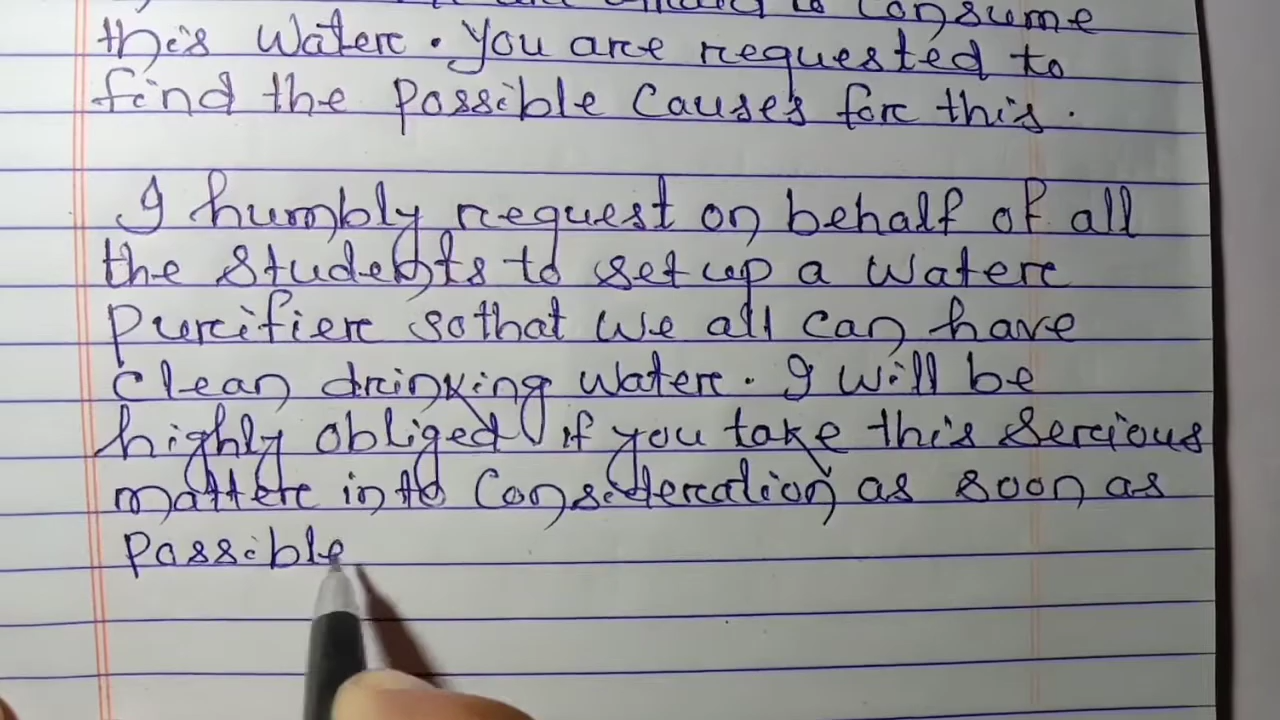 to consume
this water. You are requested to
find the possible causes for this.
I humbly request on behalf of all
the students to set up a water
purifier so that we all can have
clean drinking water. I will be
highly obliged if you take this serious
matter into consideration as soon as
possible